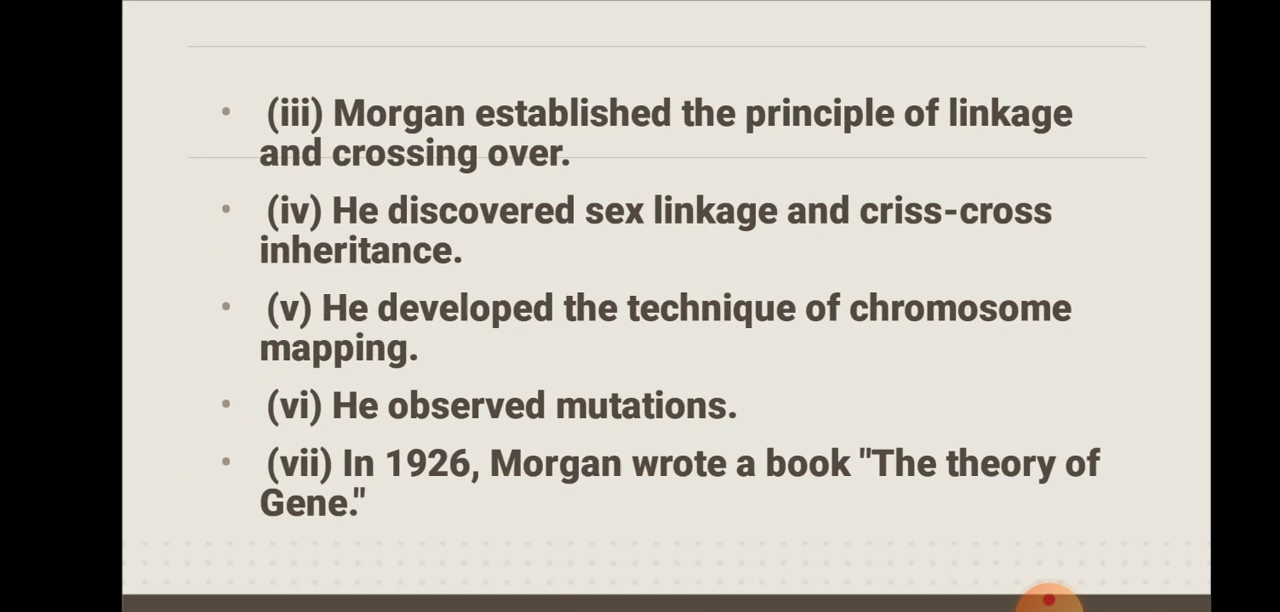 • (iii) Morgan established the principle of linkage
and crossing over.
• (iv) He discovered sex linkage and criss-cross
inheritance.
• (v) He developed the technique of chromosome
mapping.
• (vi) He observed mutations.
• (vii) In 1926, Morgan wrote a book "The theory of
Gene."